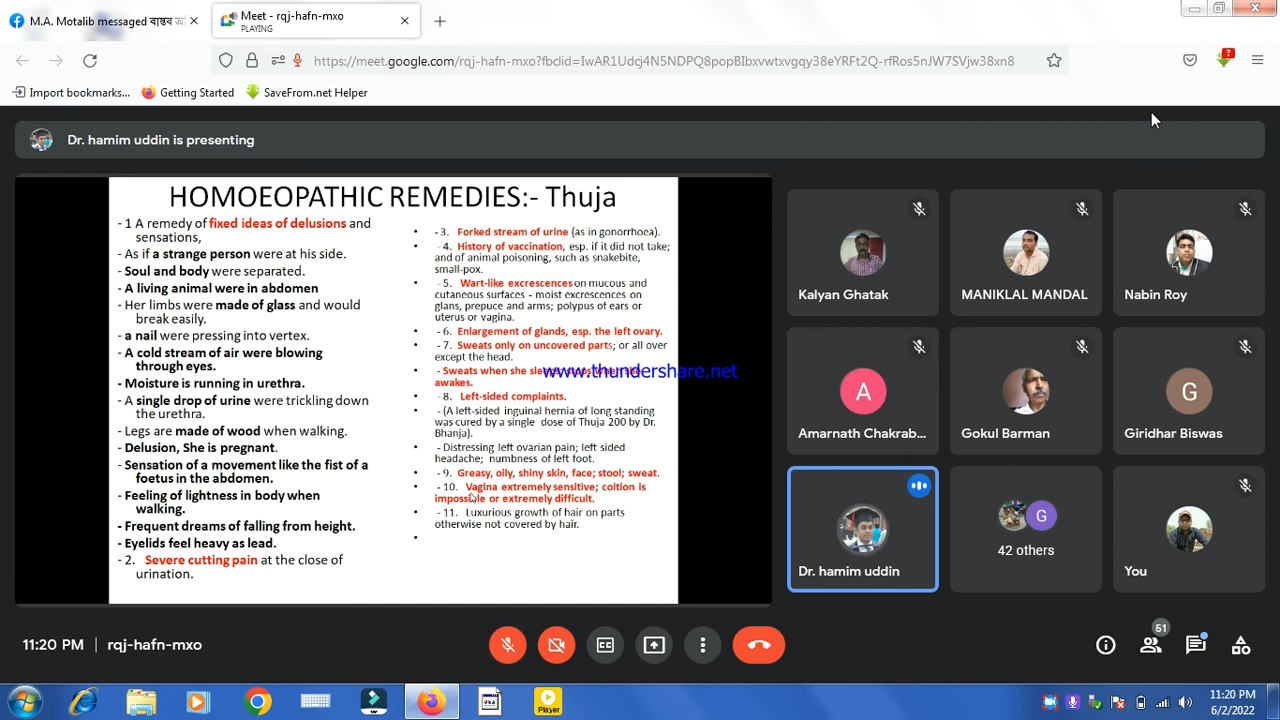 M.A. Motalib messaged বাস্তব
Meet - rqj-hafn-mxo
PLAYING
https://meet.google.com/rqj-hafn-mxo?fbclid=IwAR1Udcj4N5NDPQ8popBIbxvwtxvgqy38eYRFt2Q-rfRos5nJW7SVjw38xn8
Import bookmarks...
Getting Started
SaveFrom.net Helper
Dr. hamim uddin is presenting
HOMOEOPATHIC REMEDIES:- Thuja
- 1 A remedy of fixed ideas of delusions and
sensations,
- As if a strange person were at his side.
- Soul and body were separated.
- A living animal were in abdomen
- Her limbs were made of glass and would
break easily.
- a nail were pressing into vertex.
- A cold stream of air were blowing
through eyes.
- Moisture is running in urethra.
- A single drop of urine were trickling down
the urethra.
- Legs are made of wood when walking.
- Delusion, She is pregnant.
- Sensation of a movement like the fist of a
foetus in the abdomen.
- Feeling of lightness in body when
walking.
- Frequent dreams of falling from height.
- Eyelids feel heavy as lead.
- 2. Severe cutting pain at the close of
urination.
• - 3. Forked stream of urine (as in gonorrhoea).
• - 4. History of vaccination, esp. if it did not take;
and of animal poisoning, such as snakebite,
small-pox.
• - 5. Wart-like excrescences on mucous and
cutaneous surfaces - moist excrescences on
glans, prepuce and arms; polypus of ears or
uterus or vagina.
• - 6. Enlargement of glands, esp. the left ovary.
• - 7. Sweats only on uncovered parts; or all over
except the head.
• - Sweats when she
awakes.
www.thundershare.net
• - 8. Left-sided complaints.
• - (A left-sided inguinal hernia of long standing
was cured by a single dose of Thuja 200 by Dr.
Bhanja).
• - Distressing left ovarian pain; left sided
headache; numbness of left foot.
• - 9. Greasy, oily, shiny skin, face; stool; sweat.
• - 10. Vagina extremely sensitive; coition is
impossible or extremely difficult.
• - 11. Luxurious growth of hair on parts
otherwise not covered by hair.
•
Kalyan Ghatak
MANIKLAL MANDAL
Nabin Roy
A
Amarnath Chakrab...
Gokul Barman
G
Giridhar Biswas
Dr. hamim uddin
G
42 others
You
11:20 PM | rqj-hafn-mxo
51
Player
11:20 PM
6/2/2022